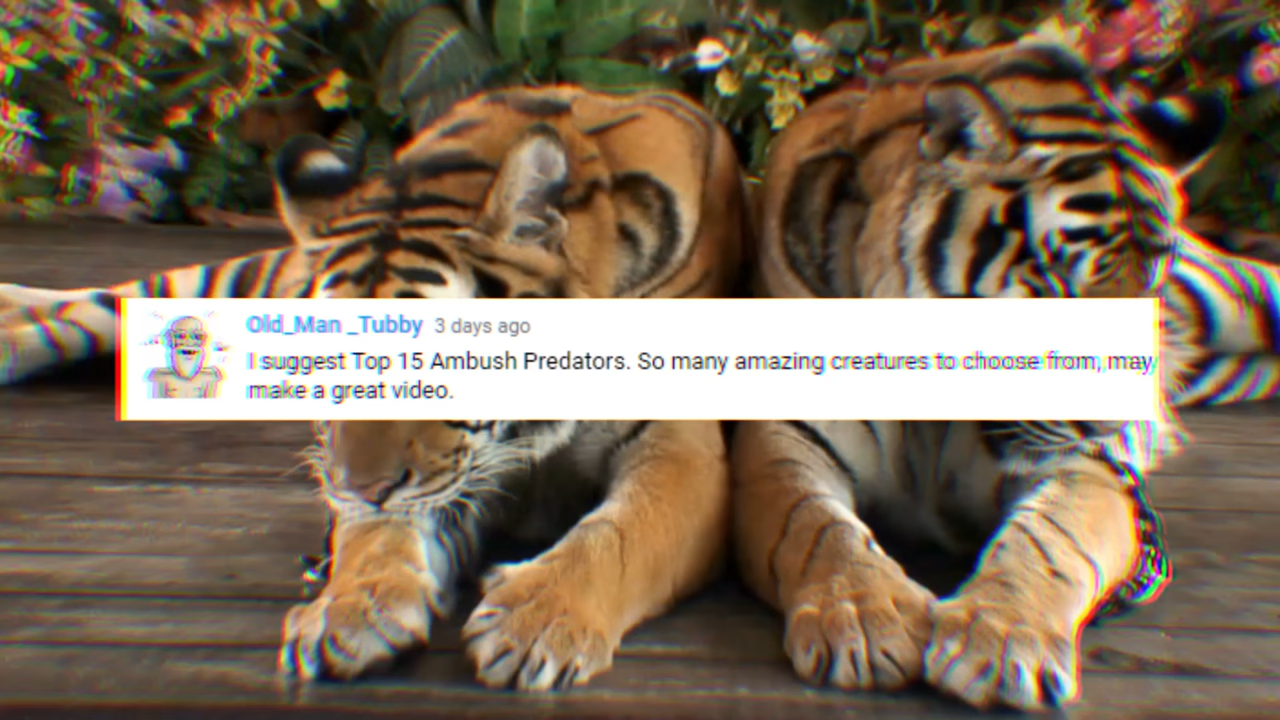 Old_Man _Tubby 3 days ago
I suggest Top 15 Ambush Predators. So many amazing creatures to choose from, may
make a great video.